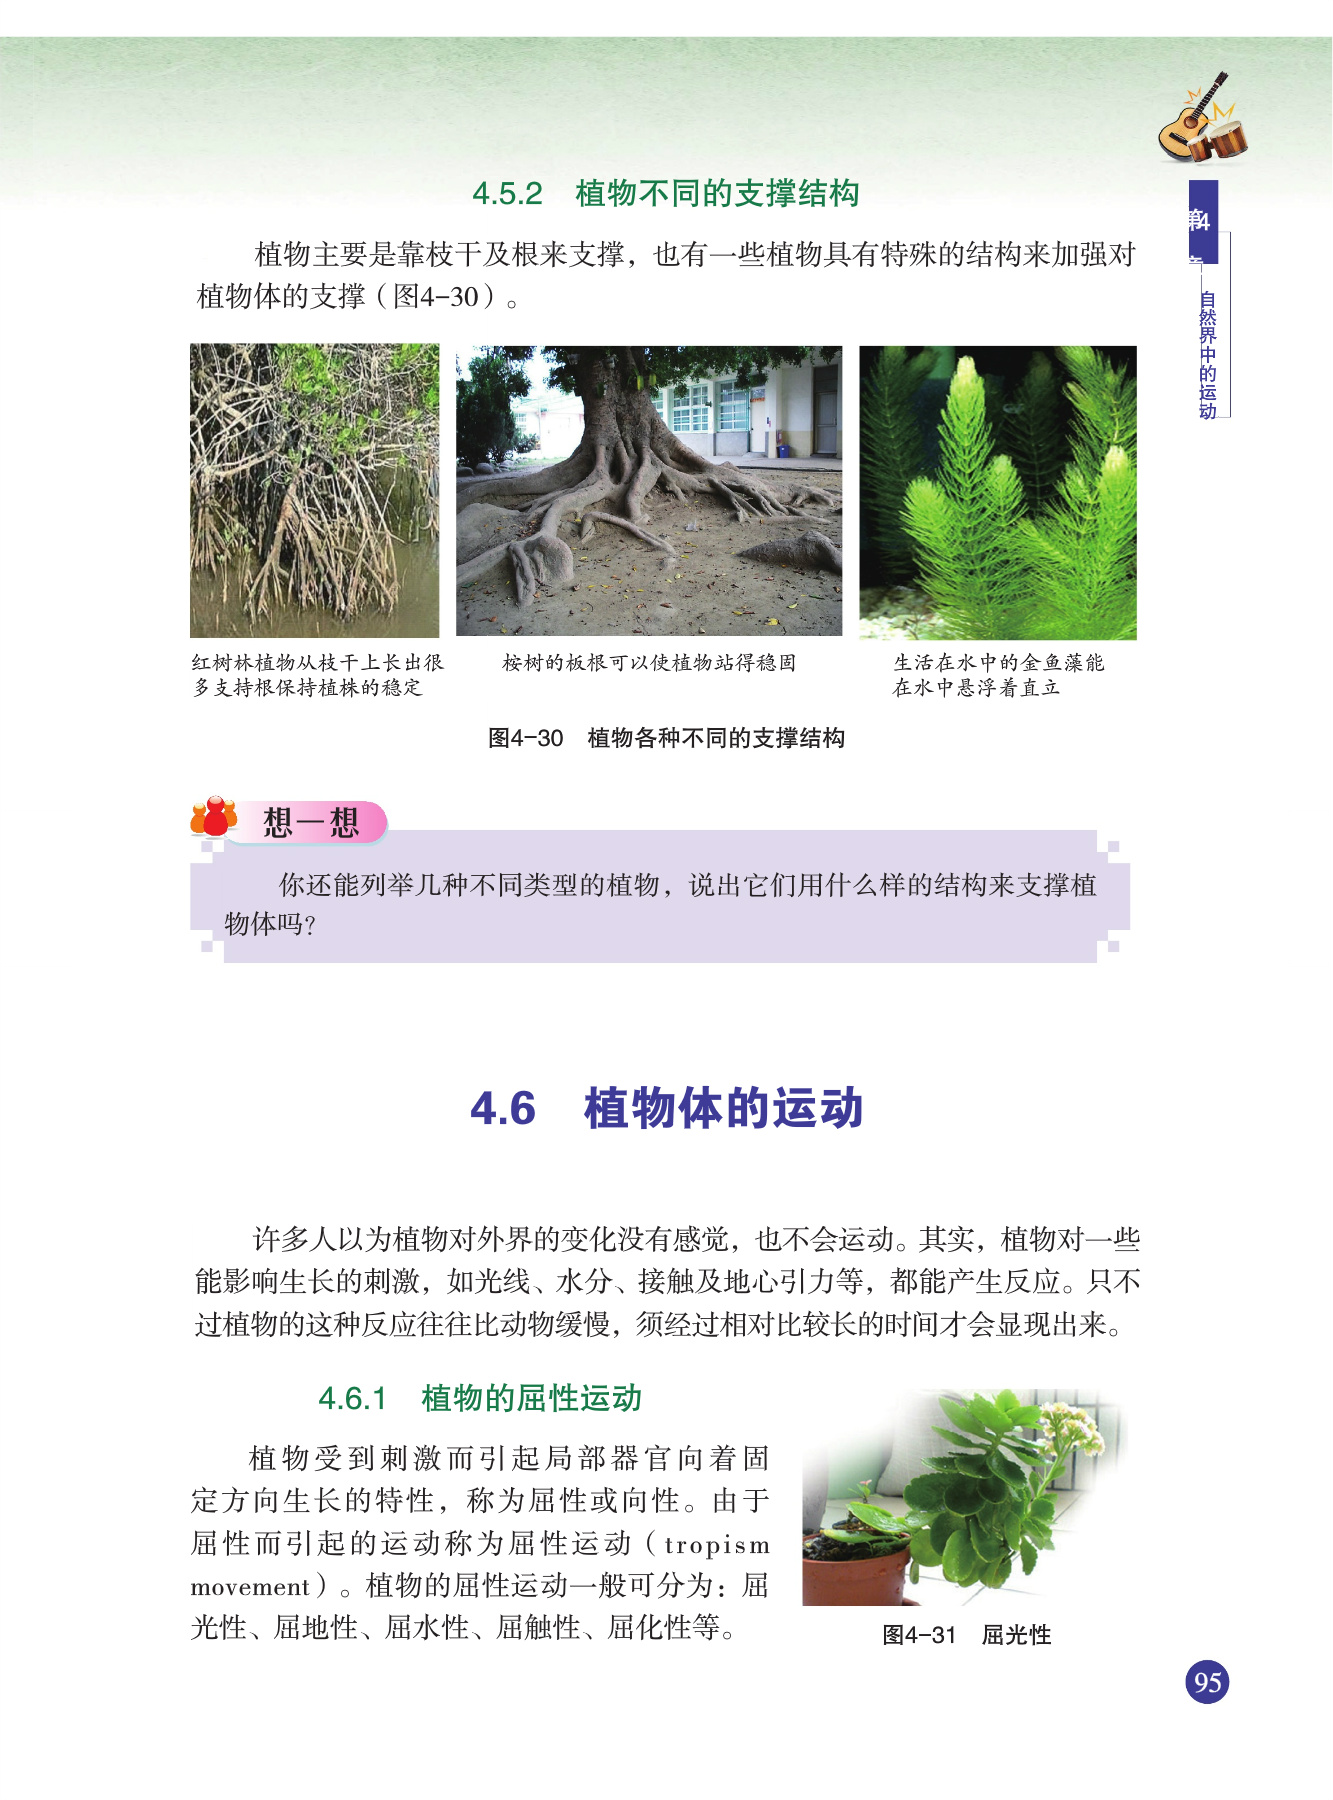 4.5.2 植物不同的支撑结构
植物主要是靠枝干及根来支撑，也有一些植物具有特殊的结构来加强对
植物体的支撑（图4-30）。
第4章
自然界中的运动
红树林植物从枝干上长出很
多支持根保持植株的稳定
桉树的板根可以使植物站得稳固
生活在水中的金鱼藻能
在水中悬浮着直立
图4-30 植物各种不同的支撑结构
想一想
你还能列举几种不同类型的植物，说出它们用什么样的结构来支撑植
物体吗？
4.6 植物体的运动
许多人以为植物对外界的变化没有感觉，也不会运动。其实，植物对一些
能影响生长的刺激，如光线、水分、接触及地心引力等，都能产生反应。只不
过植物的这种反应往往比动物缓慢，须经过相对比较长的时间才会显现出来。
4.6.1 植物的屈性运动
植物受到刺激而引起局部器官向着固
定方向生长的特性，称为屈性或向性。由于
屈性而引起的运动称为屈性运动（tropism
movement）。植物的屈性运动一般可分为：屈
光性、屈地性、屈水性、屈触性、屈化性等。
图4-31 屈光性
95